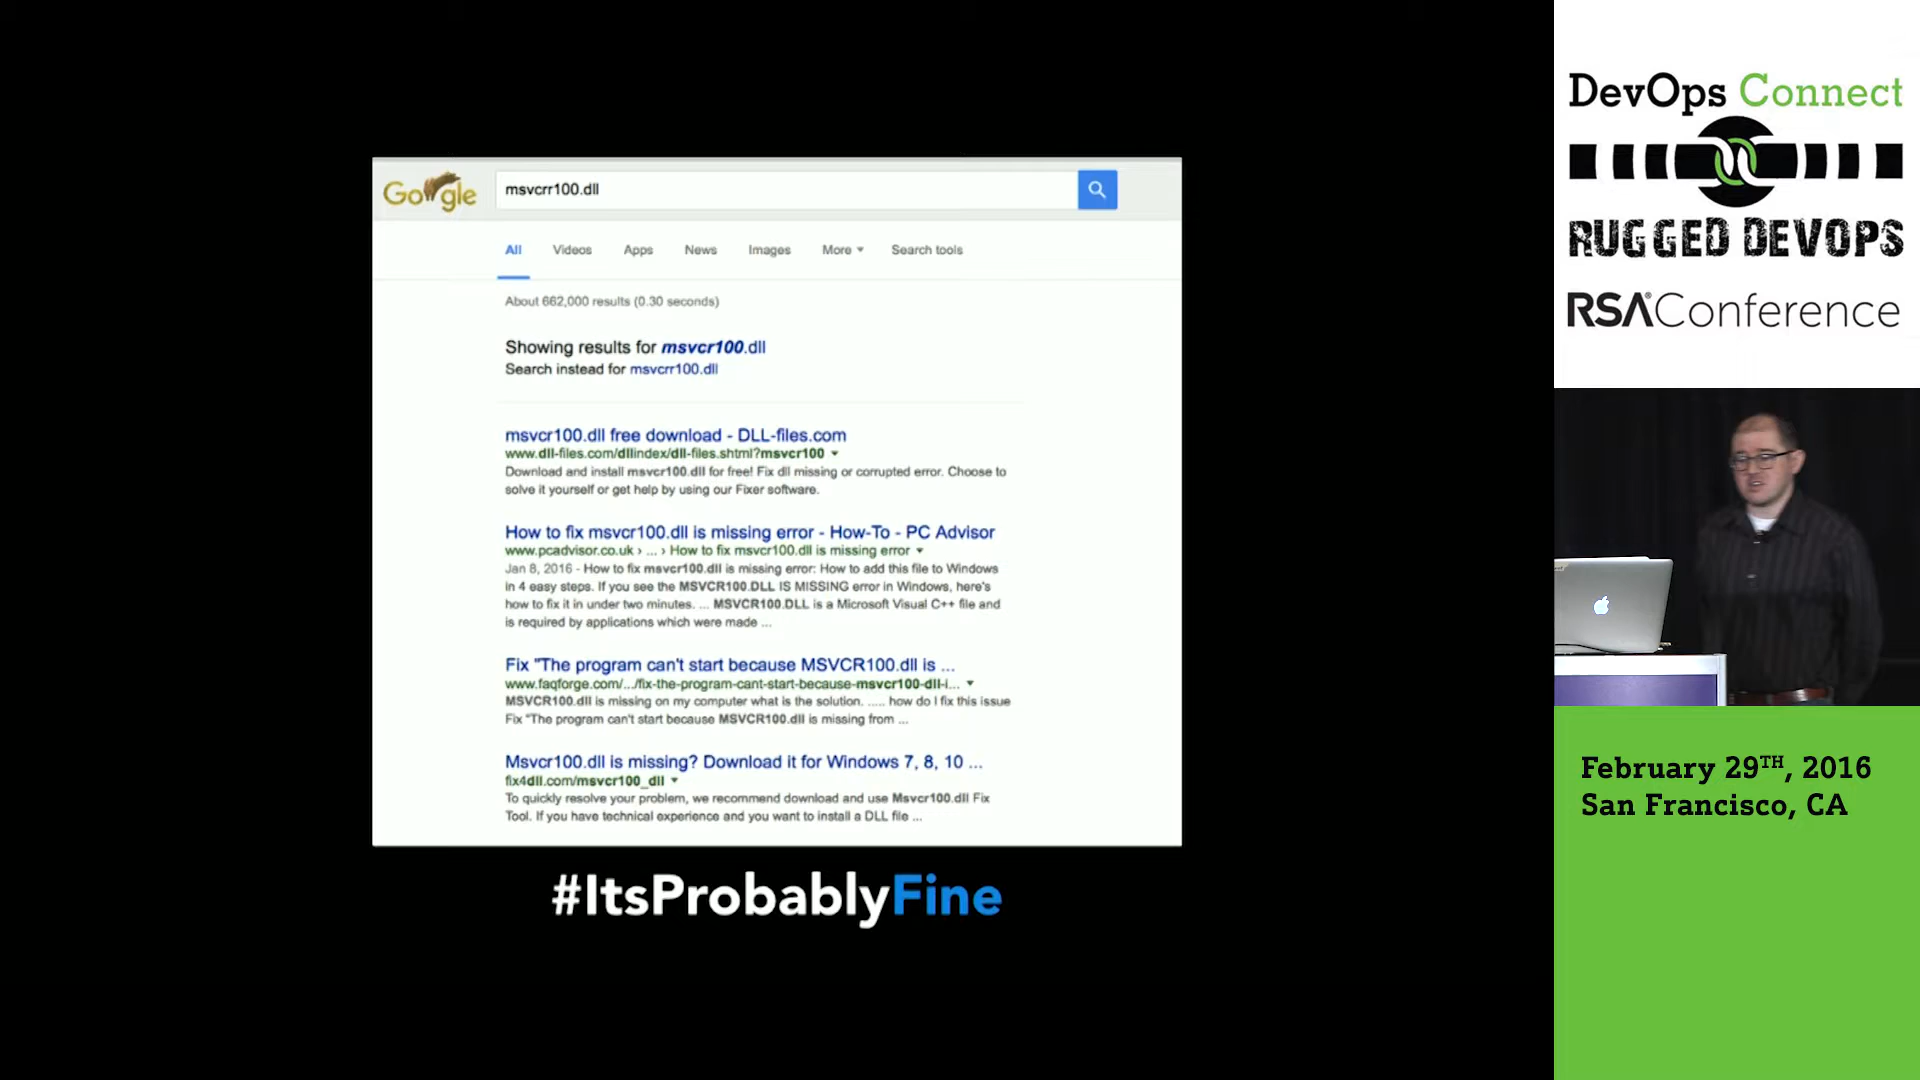 Google
msvcrr100.dll
All Videos Apps News Images More Search tools
About 662,000 results (0.30 seconds)
Showing results for msvcr100.dll
Search instead for msvcrr100.dll
msvcr100.dll free download - DLL-files.com
www.dll-files.com/dllindex/dll-files.shtml?msvcr100
Download and install msvcr100.dll for free! Fix dll missing or corrupted error. Choose to
solve it yourself or get help by using our Fixer software.
How to fix msvcr100.dll is missing error - How-To - PC Advisor
www.pcadvisor.co.uk › ... › How to fix msvcr100.dll is missing error
Jan 8, 2016 - How to fix msvcr100.dll is missing error: How to add this file to Windows
in 4 easy steps. If you see the MSVCR100.DLL IS MISSING error in Windows, here's
how to fix it in under two minutes. ... MSVCR100.DLL is a Microsoft Visual C++ file and
is required by applications which were made ...
Fix "The program can't start because MSVCR100.dll is ...
www.faqforge.com/.../fix-the-program-cant-start-because-msvcr100-dll-i...
MSVCR100.dll is missing on my computer what is the solution. ..... how do I fix this issue
Fix "The program can't start because MSVCR100.dll is missing from ...
Msvcr100.dll is missing? Download it for Windows 7, 8, 10 ...
fix4dll.com/msvcr100_dll
To quickly resolve your problem, we recommend download and use Msvcr100.dll Fix
Tool. If you have technical experience and you want to install a DLL file ...
#ItsProbablyFine
DevOps Connect
RUGGED DEVOPS
RSAConference
February 29TH, 2016
San Francisco, CA